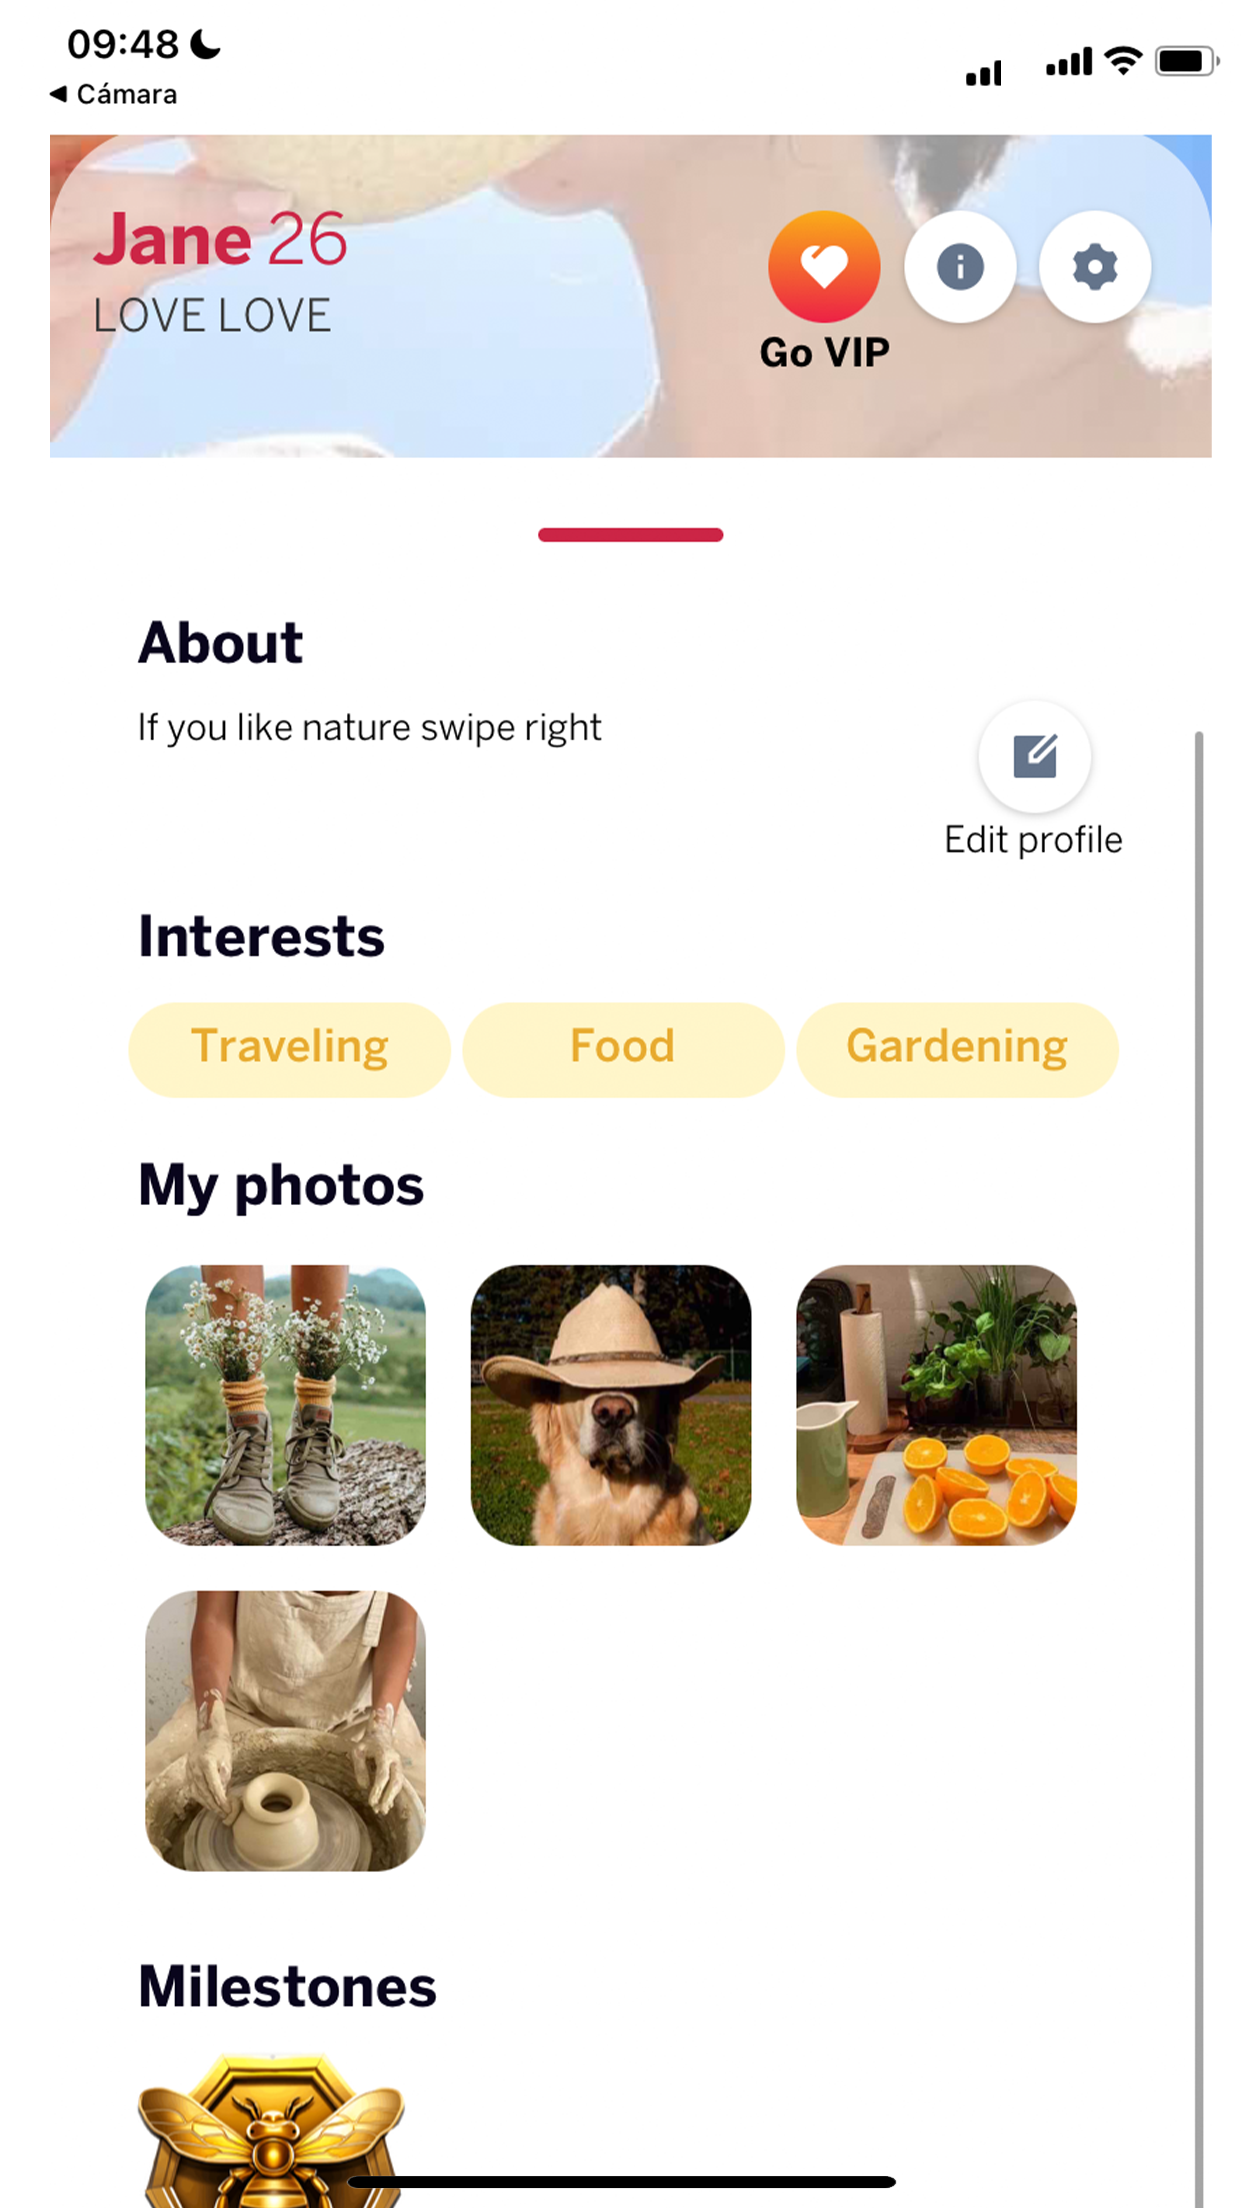 09:48
◀ Cámara
Jane 26
LOVE LOVE
Go VIP
About
If you like nature swipe right
Edit profile
Interests
Traveling
Food
Gardening
My photos
Milestones